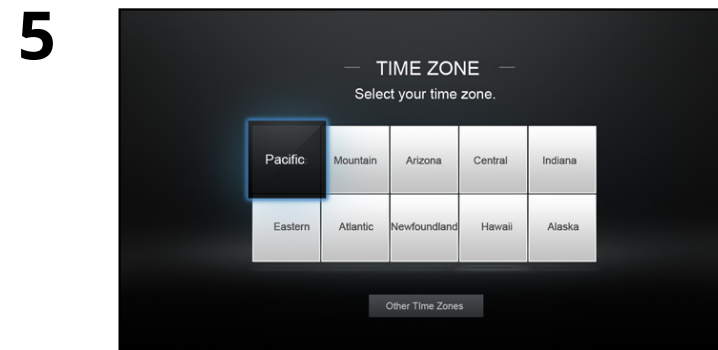 5
TIME ZONE
Select your time zone.
Pacific Mountain Arizona Central Indiana
Eastern Atlantic Newfoundland Hawaii Alaska
Other TIme Zones